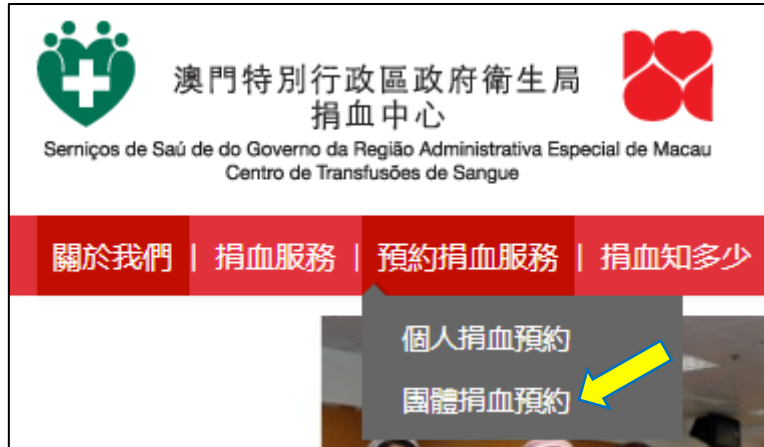 澳門特別行政區政府衛生局
捐血中心
Serniços de Saú de do Governo da Região Administrativa Especial de Macau
Centro de Transfusões de Sangue
關於我們 | 捐血服務 | 預約捐血服務 | 捐血知多少
個人捐血預約
團體捐血預約